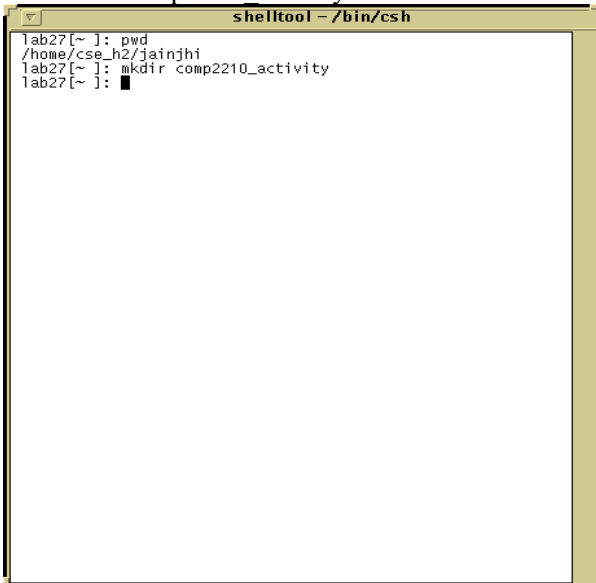 shelltool - /bin/csh
lab27[~ ]: pwd
/home/cse_h2/jainjhi
lab27[~ ]: mkdir comp2210_activity
lab27[~ ]: